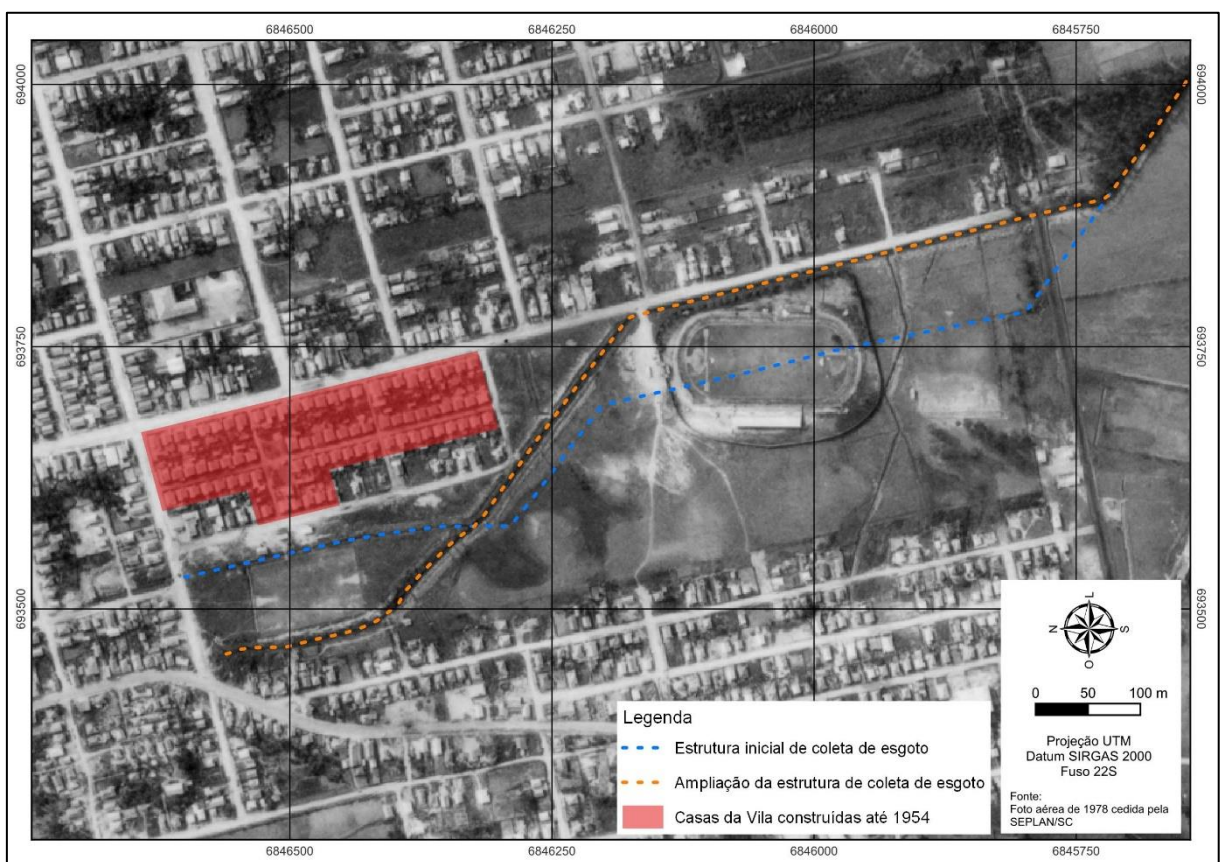 6846500 6846250 6846000 6845750
694000 694000
693750 693750
693500 693500
Legenda
Estrutura inicial de coleta de esgoto
Ampliação da estrutura de coleta de esgoto
Casas da Vila construídas até 1954
L
N S
O
0 50 100 m
Projeção UTM
Datum SIRGAS 2000
Fuso 22S
Fonte:
Foto aérea de 1978 cedida pela
SEPLAN/SC
6846500 6846250 6846000 6845750